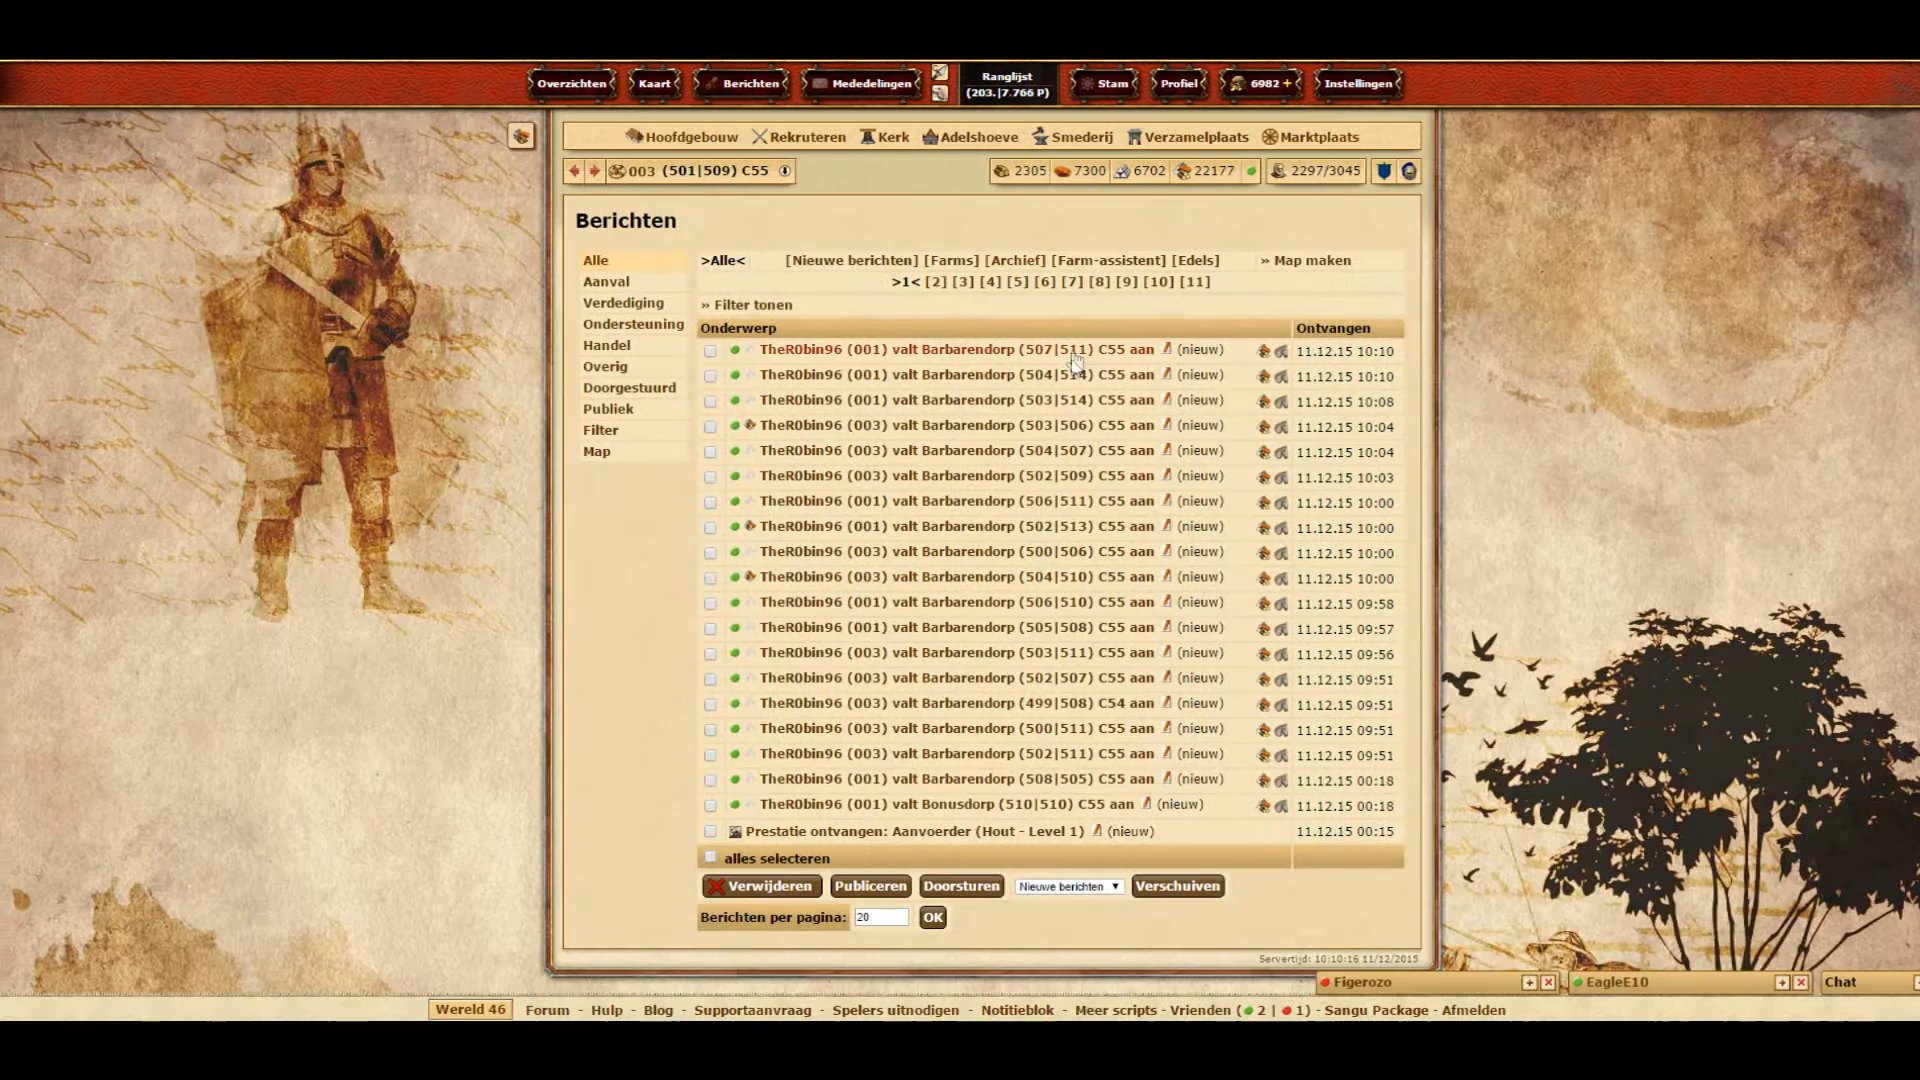 Overzichten Kaart Berichten Mededelingen Ranglijst Stam Profiel 6982 + Instellingen
(203.|7.766 P)
Hoofdgebouw Rekruteren Kerk Adelshoeve Smederij Verzamelplaats Marktplaats
003 (501|509) C55 2305 7300 6702 22177 2297/3045
Berichten
Alle
Aanval
Verdediging
Ondersteuning
Handel
Overig
Doorgestuurd
Publiek
Filter
Map
>Alle< [Nieuwe berichten] [Farms] [Archief] [Farm-assistent] [Edels] » Map maken
>1< [2] [3] [4] [5] [6] [7] [8] [9] [10] [11]
» Filter tonen
Onderwerp Ontvangen
TheR0bin96 (001) valt Barbarendorp (507|511) C55 aan (nieuw) 11.12.15 10:10
TheR0bin96 (001) valt Barbarendorp (504|514) C55 aan (nieuw) 11.12.15 10:10
TheR0bin96 (001) valt Barbarendorp (503|514) C55 aan (nieuw) 11.12.15 10:08
TheR0bin96 (003) valt Barbarendorp (503|506) C55 aan (nieuw) 11.12.15 10:04
TheR0bin96 (003) valt Barbarendorp (504|507) C55 aan (nieuw) 11.12.15 10:04
TheR0bin96 (003) valt Barbarendorp (502|509) C55 aan (nieuw) 11.12.15 10:03
TheR0bin96 (001) valt Barbarendorp (506|511) C55 aan (nieuw) 11.12.15 10:00
TheR0bin96 (001) valt Barbarendorp (502|513) C55 aan (nieuw) 11.12.15 10:00
TheR0bin96 (003) valt Barbarendorp (500|506) C55 aan (nieuw) 11.12.15 10:00
TheR0bin96 (003) valt Barbarendorp (504|510) C55 aan (nieuw) 11.12.15 10:00
TheR0bin96 (001) valt Barbarendorp (506|510) C55 aan (nieuw) 11.12.15 09:58
TheR0bin96 (001) valt Barbarendorp (505|508) C55 aan (nieuw) 11.12.15 09:57
TheR0bin96 (003) valt Barbarendorp (503|511) C55 aan (nieuw) 11.12.15 09:56
TheR0bin96 (003) valt Barbarendorp (502|507) C55 aan (nieuw) 11.12.15 09:51
TheR0bin96 (003) valt Barbarendorp (499|508) C54 aan (nieuw) 11.12.15 09:51
TheR0bin96 (003) valt Barbarendorp (500|511) C55 aan (nieuw) 11.12.15 09:51
TheR0bin96 (003) valt Barbarendorp (502|511) C55 aan (nieuw) 11.12.15 09:51
TheR0bin96 (001) valt Barbarendorp (508|505) C55 aan (nieuw) 11.12.15 00:18
TheR0bin96 (001) valt Bonusdorp (510|510) C55 aan (nieuw) 11.12.15 00:18
Prestatie ontvangen: Aanvoerder (Hout - Level 1) (nieuw) 11.12.15 00:15
alles selecteren
Verwijderen Publiceren Doorsturen Nieuwe berichten Verschuiven
Berichten per pagina: 20 OK
Servertijd: 10:10:16 11/12/2015
Figerozo EagleE10 Chat
Wereld 46 Forum - Hulp - Blog - Supportaanvraag - Spelers uitnodigen - Notitieblok - Meer scripts - Vrienden (2 | 1) - Sangu Package - Afmelden